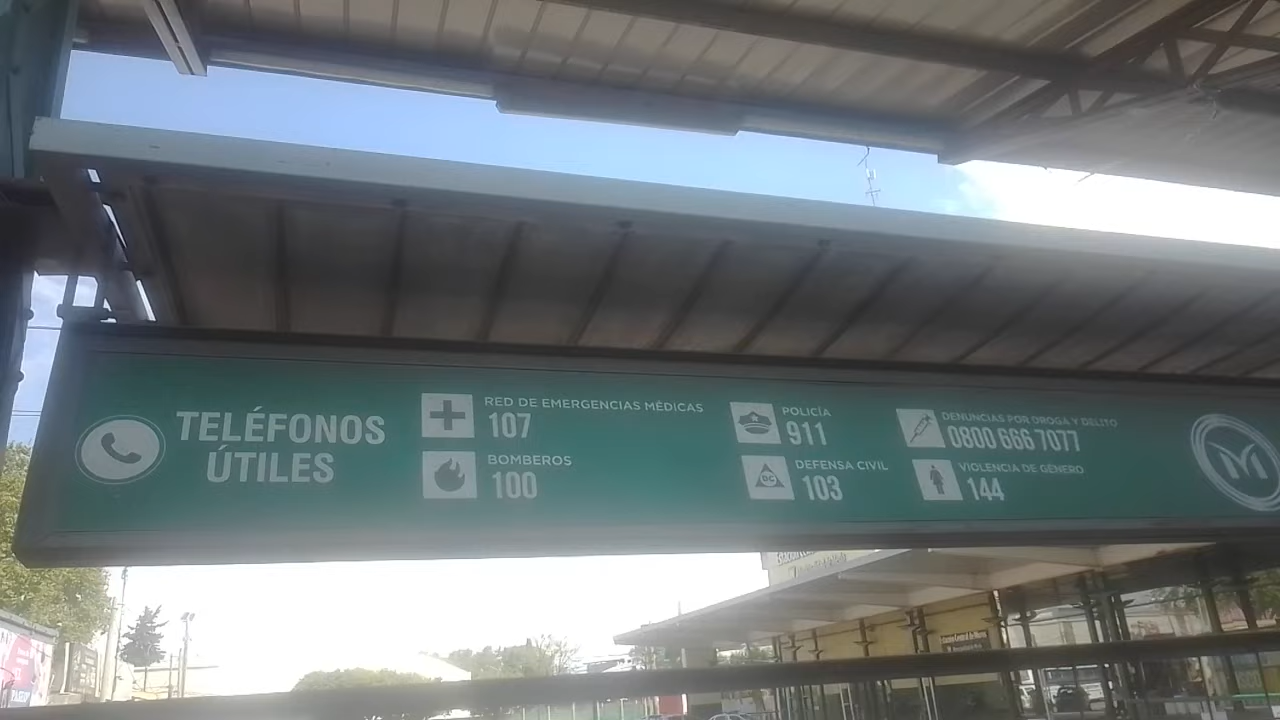 TELÉFONOS
ÚTILES
RED DE EMERGENCIAS MÉDICAS
107
BOMBEROS
100
POLICÍA
911
DC
DEFENSA CIVIL
103
DENUNCIAS POR DROGA Y DELITO
0800 666 7077
VIOLENCIA DE GÉNERO
144
M